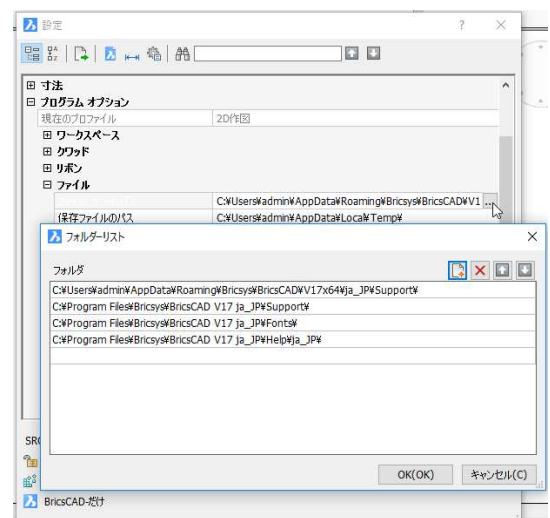 設定
寸法
プログラム オプション
現在のプロファイル 2D作図
ワークスペース
クワッド
リボン
ファイル
C:¥Users¥admin¥AppData¥Roaming¥Bricsys¥BricsCAD¥V1 ...
保存ファイルのパス C:¥Users¥admin¥AppData¥Local¥Temp¥
フォルダーリスト
フォルダ
C:¥Users¥admin¥AppData¥Roaming¥Bricsys¥BricsCAD¥V17x64¥ja_JP¥Support¥
C:¥Program Files¥Bricsys¥BricsCAD V17 ja_JP¥Support¥
C:¥Program Files¥Bricsys¥BricsCAD V17 ja_JP¥Fonts¥
C:¥Program Files¥Bricsys¥BricsCAD V17 ja_JP¥Help¥ja_JP¥
OK(OK) キャンセル(C)
BricsCAD-だけ